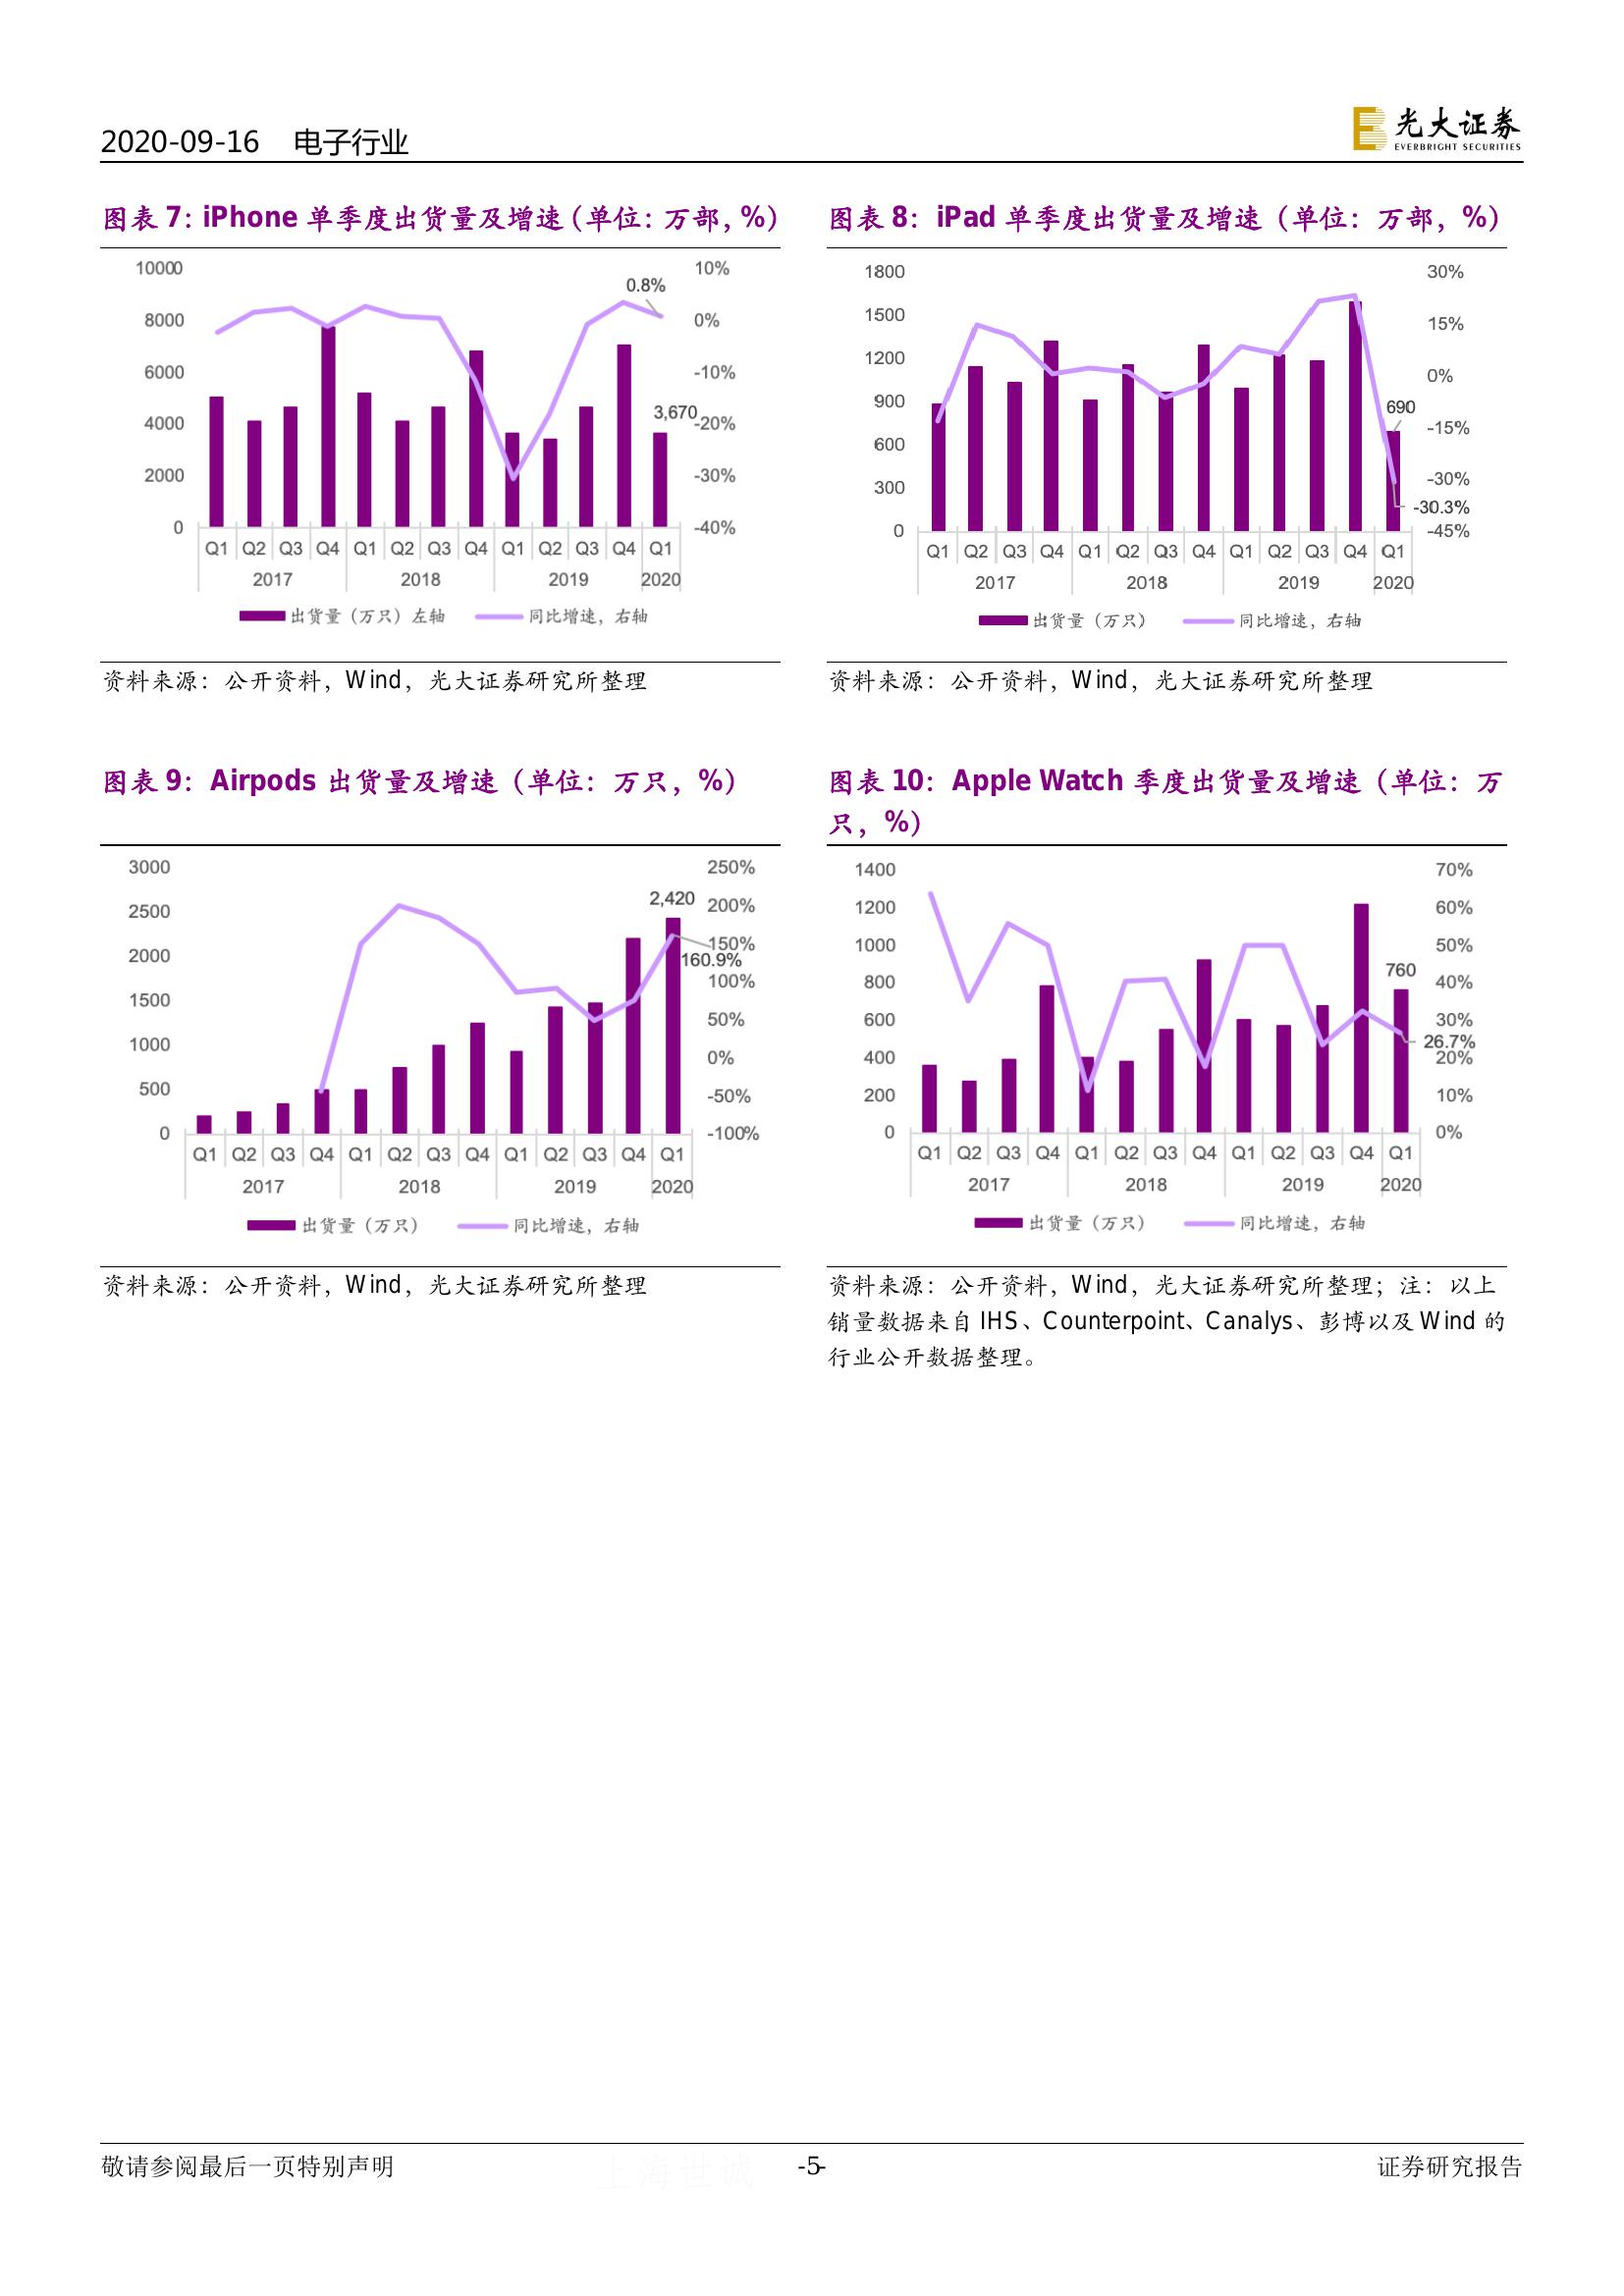 2020-09-16 电子行业
光大证券
EVERBRIGHT SECURITIES
图表 7：iPhone 单季度出货量及增速（单位：万部，%）
10000
8000
6000
4000
2000
0
10%
0%
-10%
-20%
-30%
-40%
0.8%
3,670
Q1 Q2 Q3 Q4 Q1 Q2 Q3 Q4 Q1 Q2 Q3 Q4 Q1
2017 2018 2019 2020
出货量（万只）左轴 同比增速，右轴
资料来源：公开资料，Wind，光大证券研究所整理
图表 8：iPad 单季度出货量及增速（单位：万部，%）
1800
1500
1200
900
600
300
0
30%
15%
0%
-15%
-30%
-45%
690
-30.3%
Q1 Q2 Q3 Q4 Q1 Q2 Q3 Q4 Q1 Q2 Q3 Q4 Q1
2017 2018 2019 2020
出货量（万只） 同比增速，右轴
资料来源：公开资料，Wind，光大证券研究所整理
图表 9：Airpods 出货量及增速（单位：万只，%）
3000
2500
2000
1500
1000
500
0
250%
200%
150%
100%
50%
0%
-50%
-100%
2,420
160.9%
Q1 Q2 Q3 Q4 Q1 Q2 Q3 Q4 Q1 Q2 Q3 Q4 Q1
2017 2018 2019 2020
出货量（万只） 同比增速，右轴
资料来源：公开资料，Wind，光大证券研究所整理
图表 10：Apple Watch 季度出货量及增速（单位：万
只，%）
1400
1200
1000
800
600
400
200
0
70%
60%
50%
40%
30%
20%
10%
0%
760
26.7%
Q1 Q2 Q3 Q4 Q1 Q2 Q3 Q4 Q1 Q2 Q3 Q4 Q1
2017 2018 2019 2020
出货量（万只） 同比增速，右轴
资料来源：公开资料，Wind，光大证券研究所整理；注：以上
销量数据来自 IHS、Counterpoint、Canalys、彭博以及 Wind 的
行业公开数据整理。
敬请参阅最后一页特别声明
上海世诚
-5-
证券研究报告